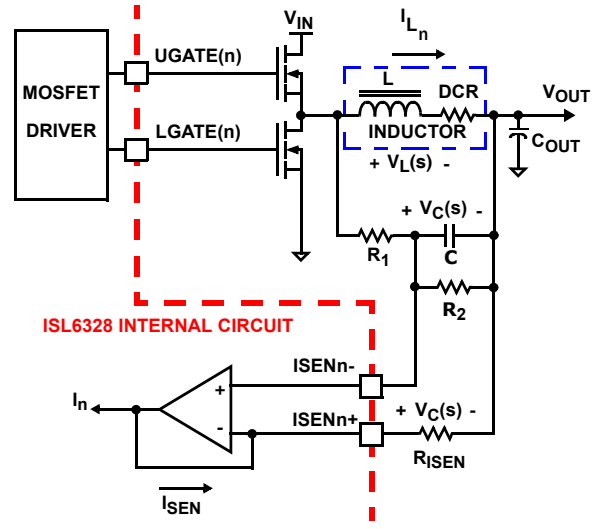 V_IN
I_L_n
UGATE(n)
MOSFET
DRIVER
L
DCR
V_OUT
LGATE(n)
INDUCTOR
C_OUT
+ V_L(s) -
+ V_C(s) -
R_1
C
R_2
ISL6328 INTERNAL CIRCUIT
ISENn-
I_n
+
-
ISENn+
+ V_C(s) -
R_ISEN
I_SEN